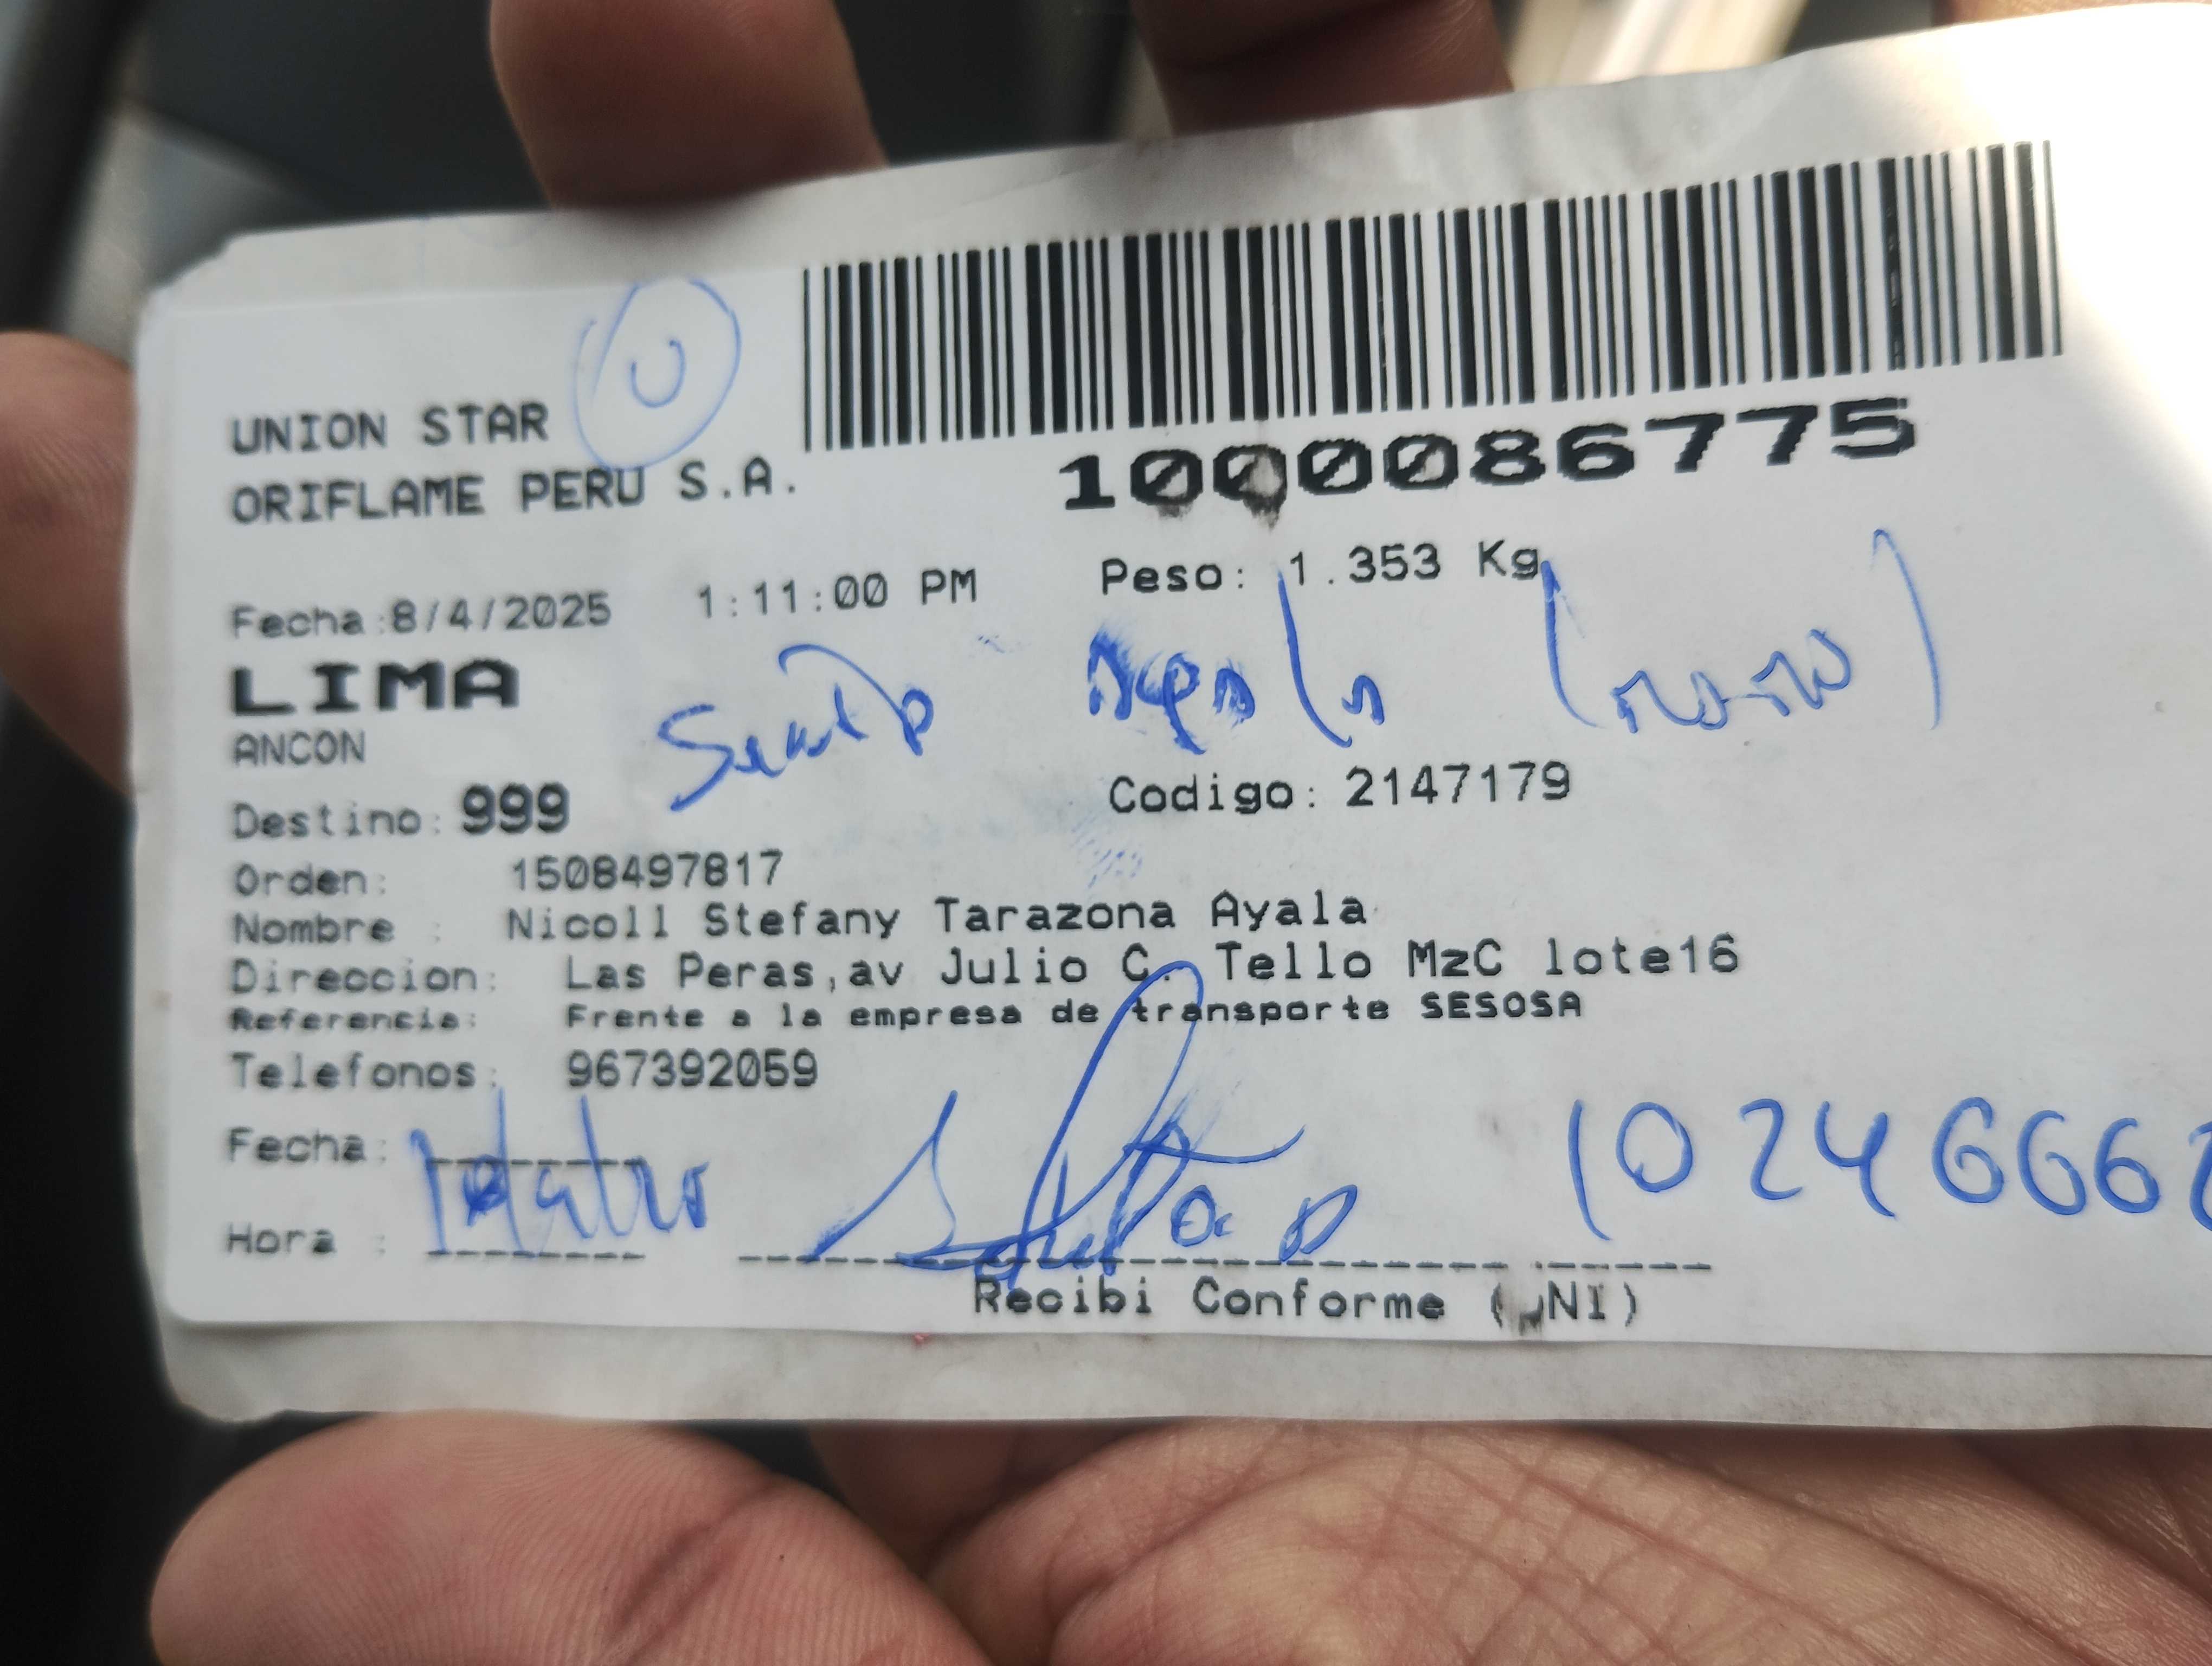 U
UNION STAR
ORIFLAME PERU S.A.
1000086775
Fecha:8/4/2025 1:11:00 PM Peso: 1.353 Kg
LIMA
ANCON
Destino: 999 Codigo: 2147179
Orden: 1508497817
Nombre : Nicoll Stefany Tarazona Ayala
Direccion: Las Peras,av Julio C. Tello MzC lote16
Referencia: Frente a la empresa de transporte SESOSA
Telefonos: 967392059
Fecha:
Hora :
Recibi Conforme ( NI)